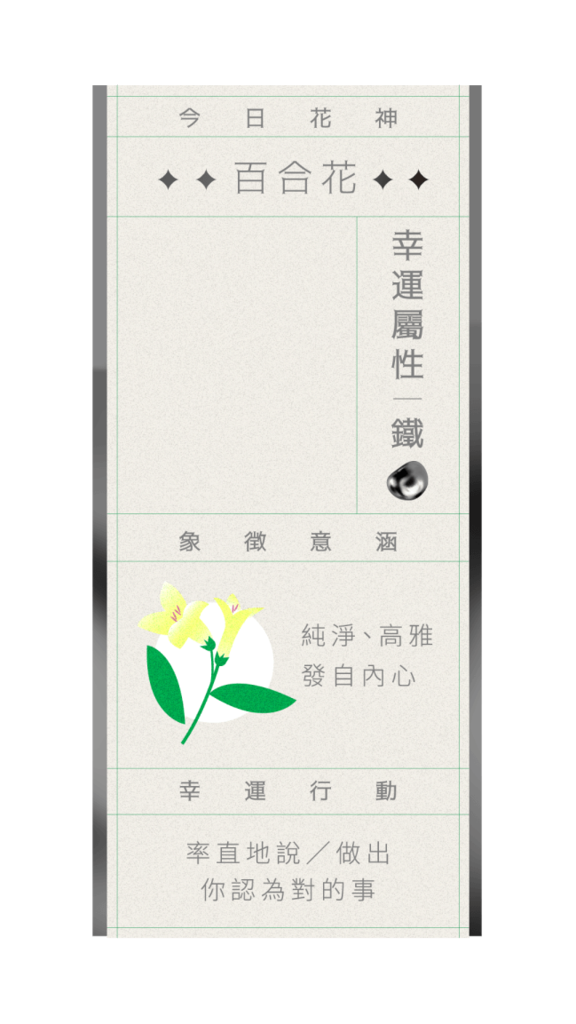 今日花神
百合花
幸運屬性｜鐵
象徵意涵
純淨、高雅
發自內心
幸運行動
率直地說／做出
你認為對的事